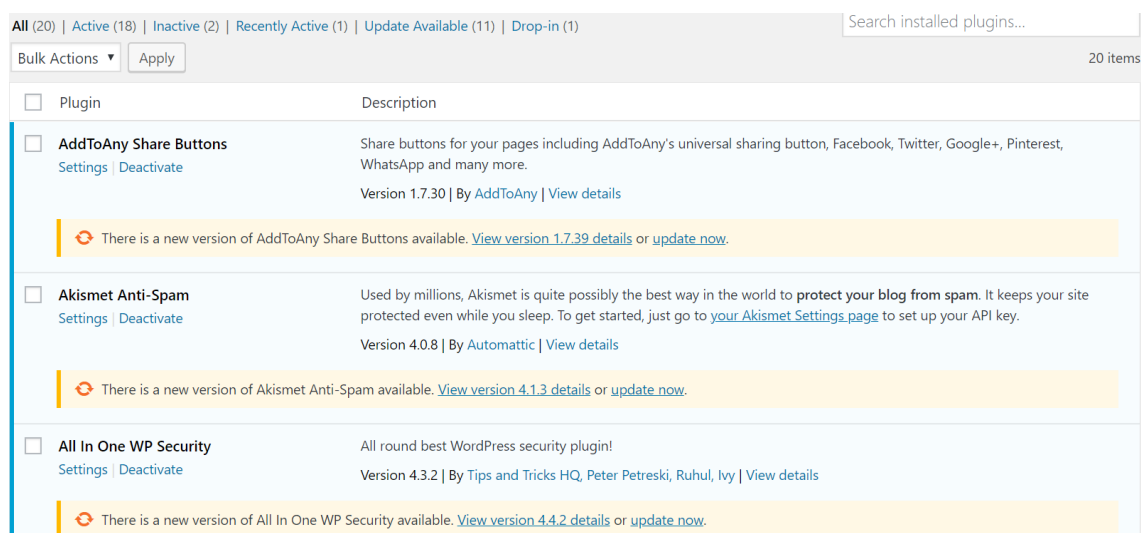 All (20) | Active (18) | Inactive (2) | Recently Active (1) | Update Available (11) | Drop-in (1)
Search installed plugins...
Bulk Actions ▼ Apply
20 items
Plugin Description
AddToAny Share Buttons
Settings | Deactivate
Share buttons for your pages including AddToAny's universal sharing button, Facebook, Twitter, Google+, Pinterest,
WhatsApp and many more.
Version 1.7.30 | By AddToAny | View details
There is a new version of AddToAny Share Buttons available. View version 1.7.39 details or update now.
Akismet Anti-Spam
Settings | Deactivate
Used by millions, Akismet is quite possibly the best way in the world to protect your blog from spam. It keeps your site
protected even while you sleep. To get started, just go to your Akismet Settings page to set up your API key.
Version 4.0.8 | By Automattic | View details
There is a new version of Akismet Anti-Spam available. View version 4.1.3 details or update now.
All In One WP Security
Settings | Deactivate
All round best WordPress security plugin!
Version 4.3.2 | By Tips and Tricks HQ, Peter Petreski, Ruhul, Ivy | View details
There is a new version of All In One WP Security available. View version 4.4.2 details or update now.